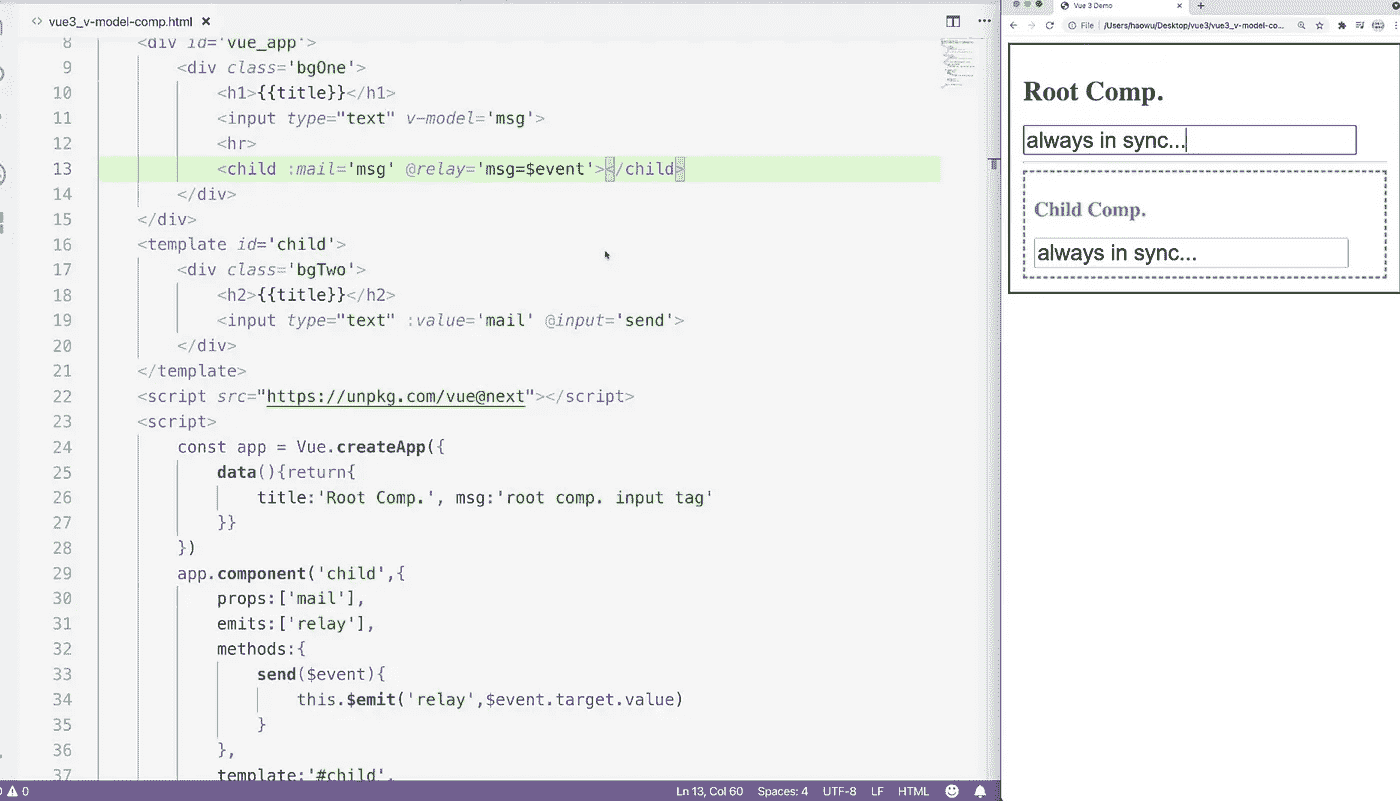 vue3_v-model-comp.html
8 <div id='vue_app'>
9 <div class='bgOne'>
10 <h1>{{title}}</h1>
11 <input type="text" v-model='msg'>
12 <hr>
13 <child :mail='msg' @relay='msg=$event'></child>
14 </div>
15 </div>
16 <template id='child'>
17 <div class='bgTwo'>
18 <h2>{{title}}</h2>
19 <input type="text" :value='mail' @input='send'>
20 </div>
21 </template>
22 <script src="https://unpkg.com/vue@next"></script>
23 <script>
24 const app = Vue.createApp({
25 data(){return{
26 title:'Root Comp.', msg:'root comp. input tag'
27 }}
28 })
29 app.component('child',{
30 props:['mail'],
31 emits:['relay'],
32 methods:{
33 send($event){
34 this.$emit('relay',$event.target.value)
35 }
36 },
37 template:'#child',
0 Ln 13, Col 60 Spaces: 4 UTF-8 LF HTML
Vue 3 Demo
File /Users/haowu/Desktop/vue3/vue3_v-model-co...
Root Comp.
always in sync...
Child Comp.
always in sync...